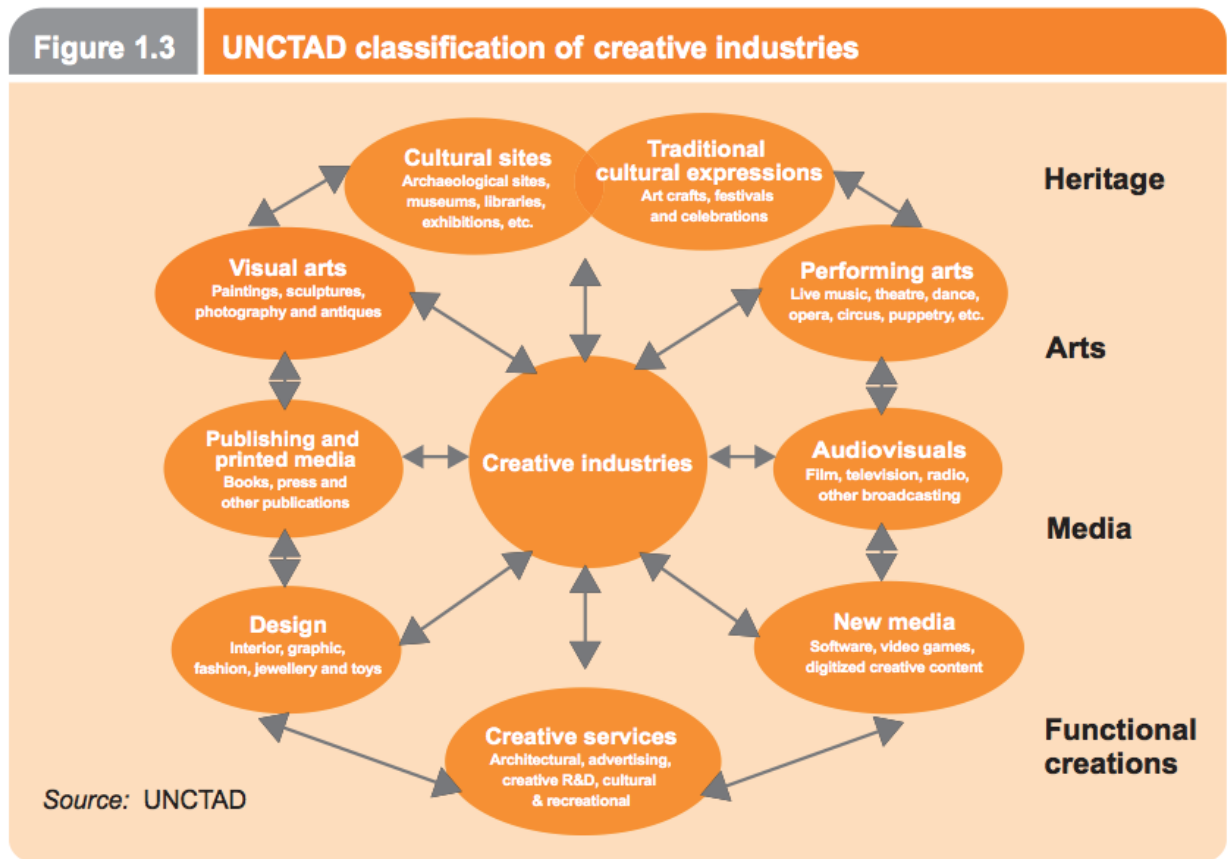 Figure 1.3
UNCTAD classification of creative industries
Cultural sites
Archaeological sites,
museums, libraries,
exhibitions, etc.
Traditional
cultural expressions
Art crafts, festivals
and celebrations
Heritage
Visual arts
Paintings, sculptures,
photography and antiques
Performing arts
Live music, theatre, dance,
opera, circus, puppetry, etc.
Arts
Publishing and
printed media
Books, press and
other publications
Creative industries
Audiovisuals
Film, television, radio,
other broadcasting
Media
Design
Interior, graphic,
fashion, jewellery and toys
New media
Software, video games,
digitized creative content
Creative services
Architectural, advertising,
creative R&D, cultural
& recreational
Functional
creations
Source: UNCTAD